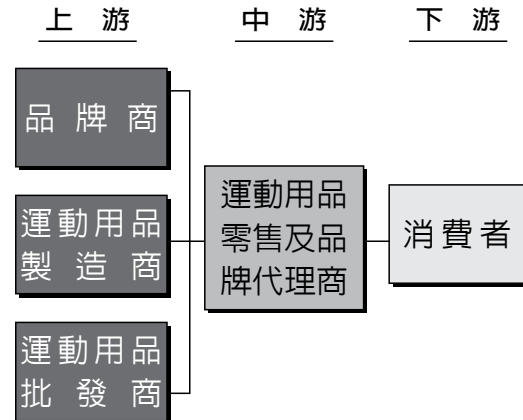 上游
中游
下游
品牌商
運動用品
製造商
運動用品
批發商
運動用品
零售及品
牌代理商
消費者